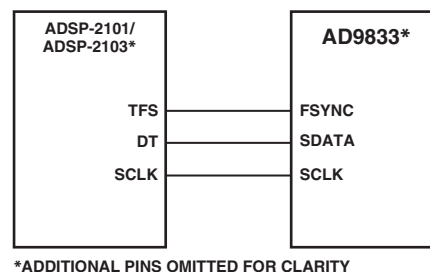 ADSP-2101/
ADSP-2103*
AD9833*
TFS
FSYNC
DT
SDATA
SCLK
SCLK
*ADDITIONAL PINS OMITTED FOR CLARITY